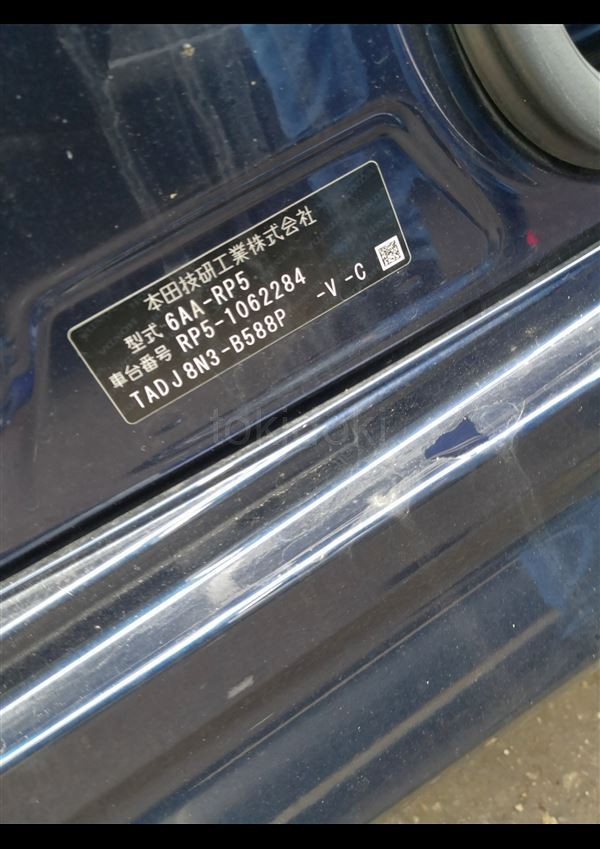 本田技研工業株式会社
型式 6AA-RP5
車台番号 RP5-1062284
TADJ8N3-B588P -V -C